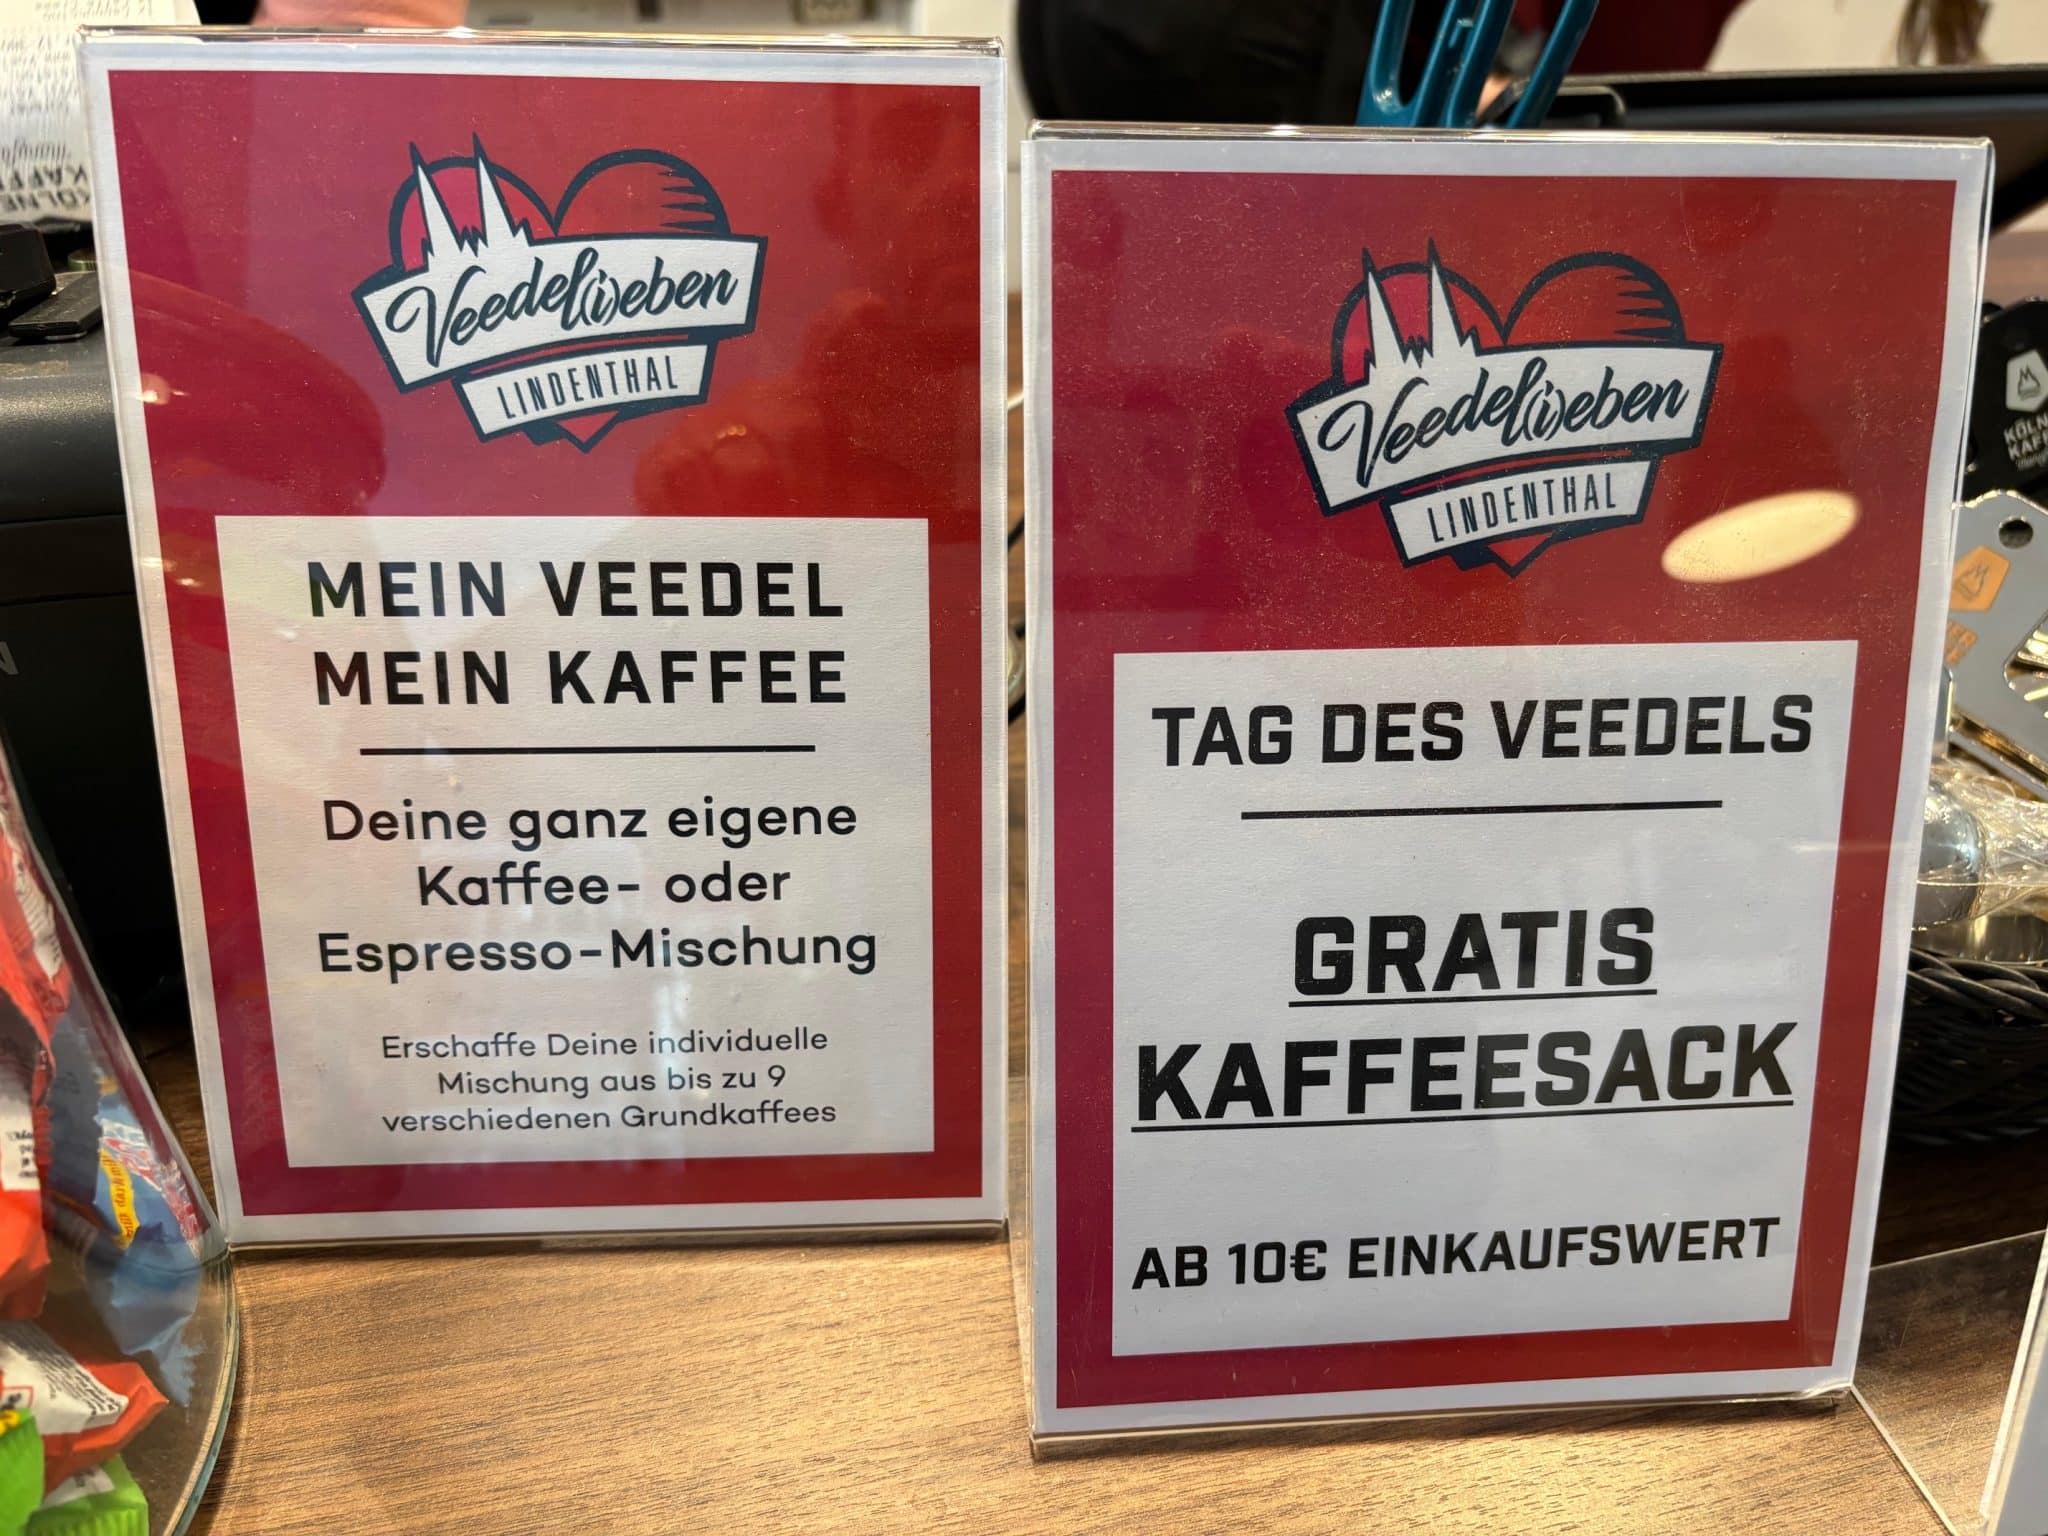 Veedel(i)eben
LINDENTHAL
MEIN VEEDEL
MEIN KAFFEE
Deine ganz eigene
Kaffee- oder
Espresso-Mischung
Erschaffe Deine individuelle
Mischung aus bis zu 9
verschiedenen Grundkaffees
Veedel(i)eben
LINDENTHAL
TAG DES VEEDELS
GRATIS
KAFFEESACK
AB 10€ EINKAUFSWERT